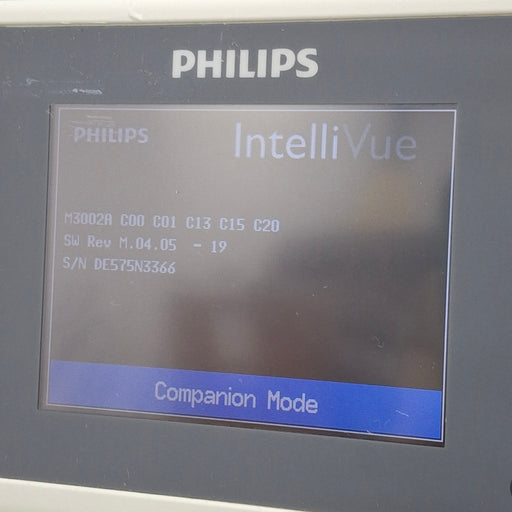 PHILIPS
PHILIPS
IntelliVue
M3002A C00 C01 C13 C15 C20
SW Rev M.04.05 - 19
S/N DE575N3366
Companion Mode